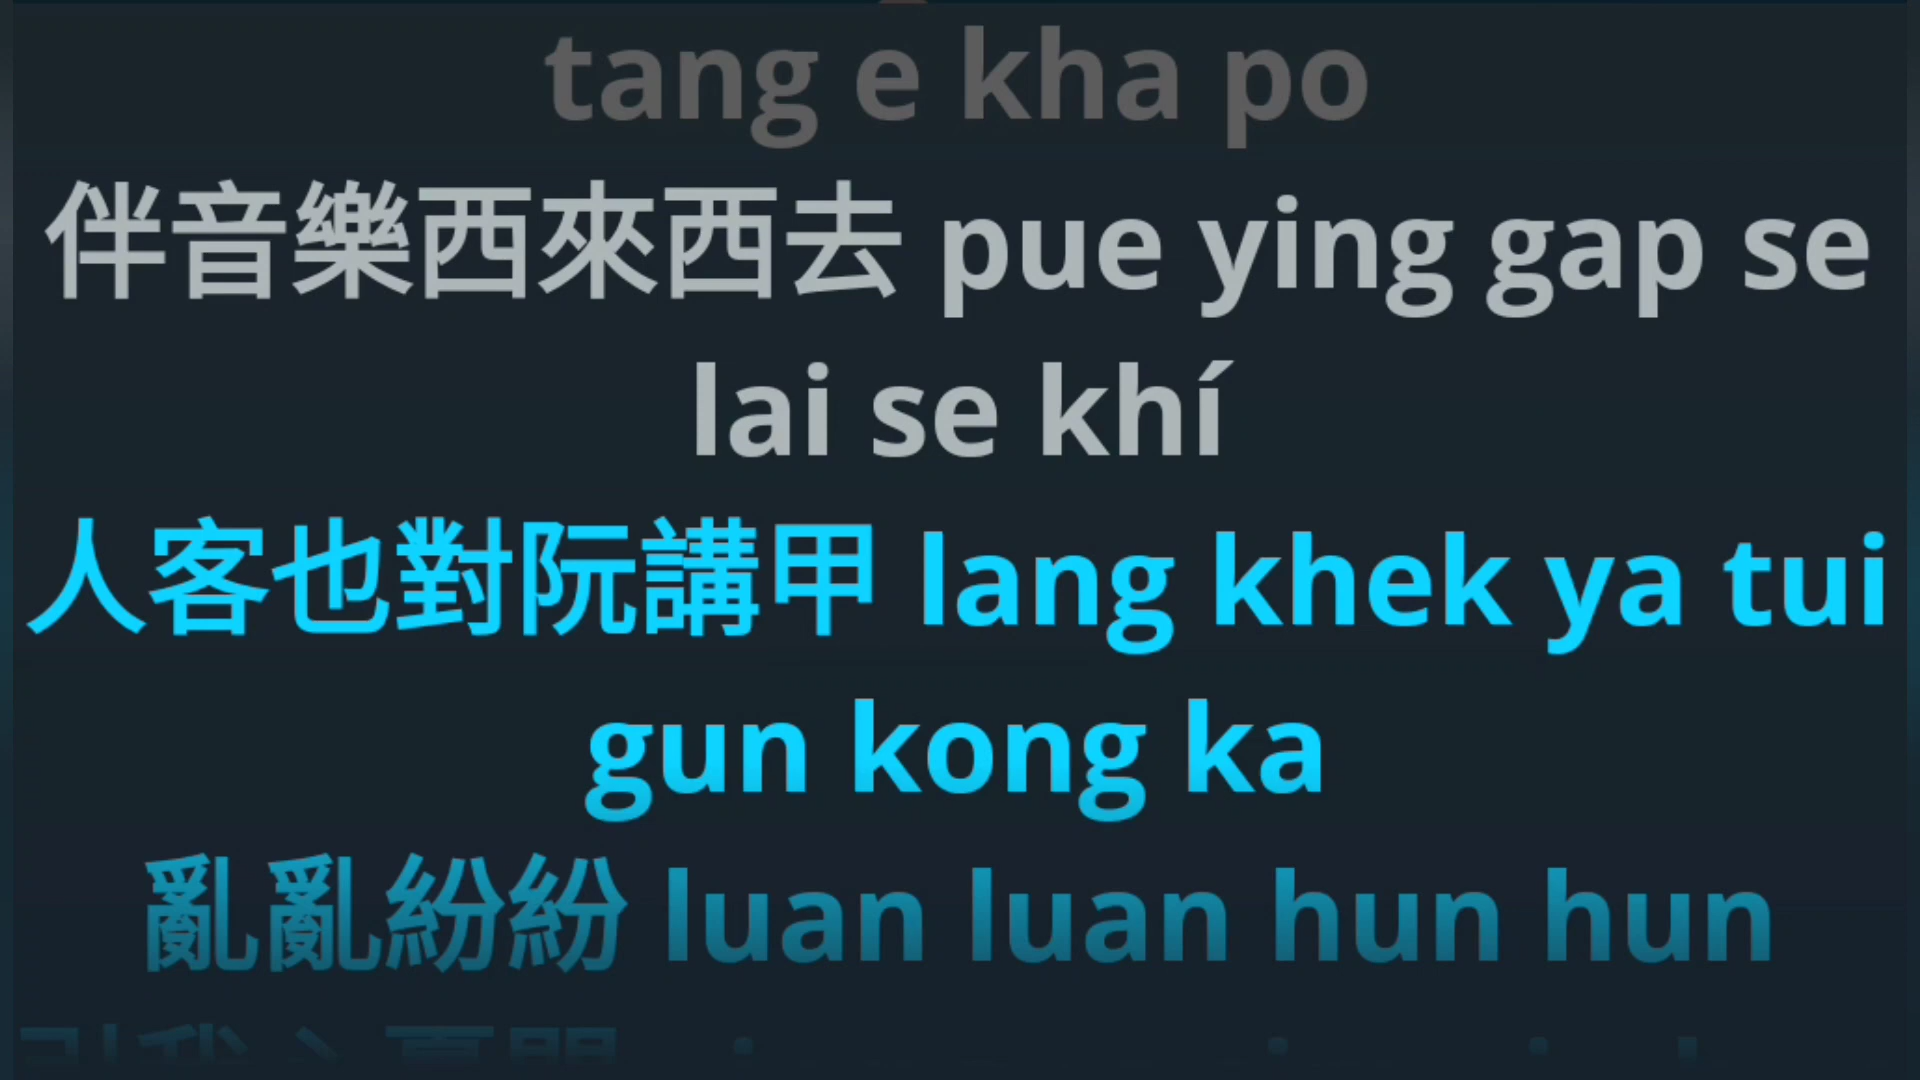 tang e kha po
伴音樂西來西去 pue ying gap se
lai se khí
人客也對阮講甲 lang khek ya tui
gun kong ka
亂亂紛紛 luan luan hun hun